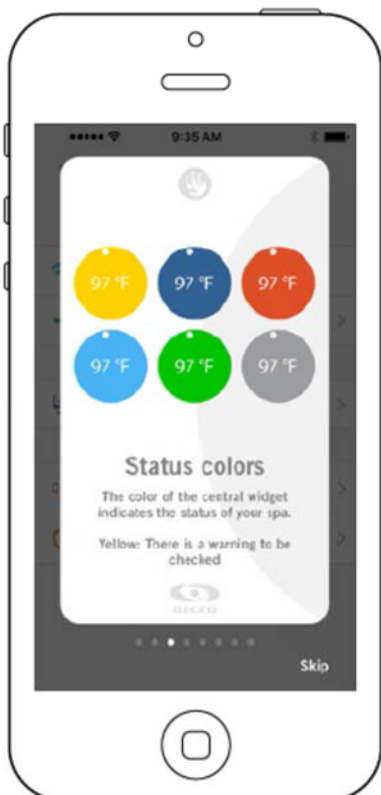 9:35 AM
97 °F 97 °F 97 °F
97 °F 97 °F 97 °F
Status colors
The color of the central widget
indicates the status of your spa.
Yellow: There is a warning to be
checked
GECKO
Skip